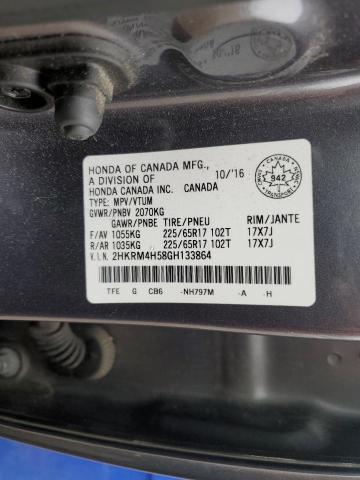 HONDA OF CANADA MFG., 10/'16
A DIVISION OF
HONDA CANADA INC. CANADA
TYPE: MPV/VTUM
GVWR/PNBV 2070KG
GAWR/PNBE TIRE/PNEU RIM/JANTE
F/AV 1055KG 225/65R17 102T 17X7J
R/AR 1035KG 225/65R17 102T 17X7J
V.I.N. 2HKRM4H58GH133864
TFE G CB6 -NH797M -A -H
CANADA
942
TRANSPORT